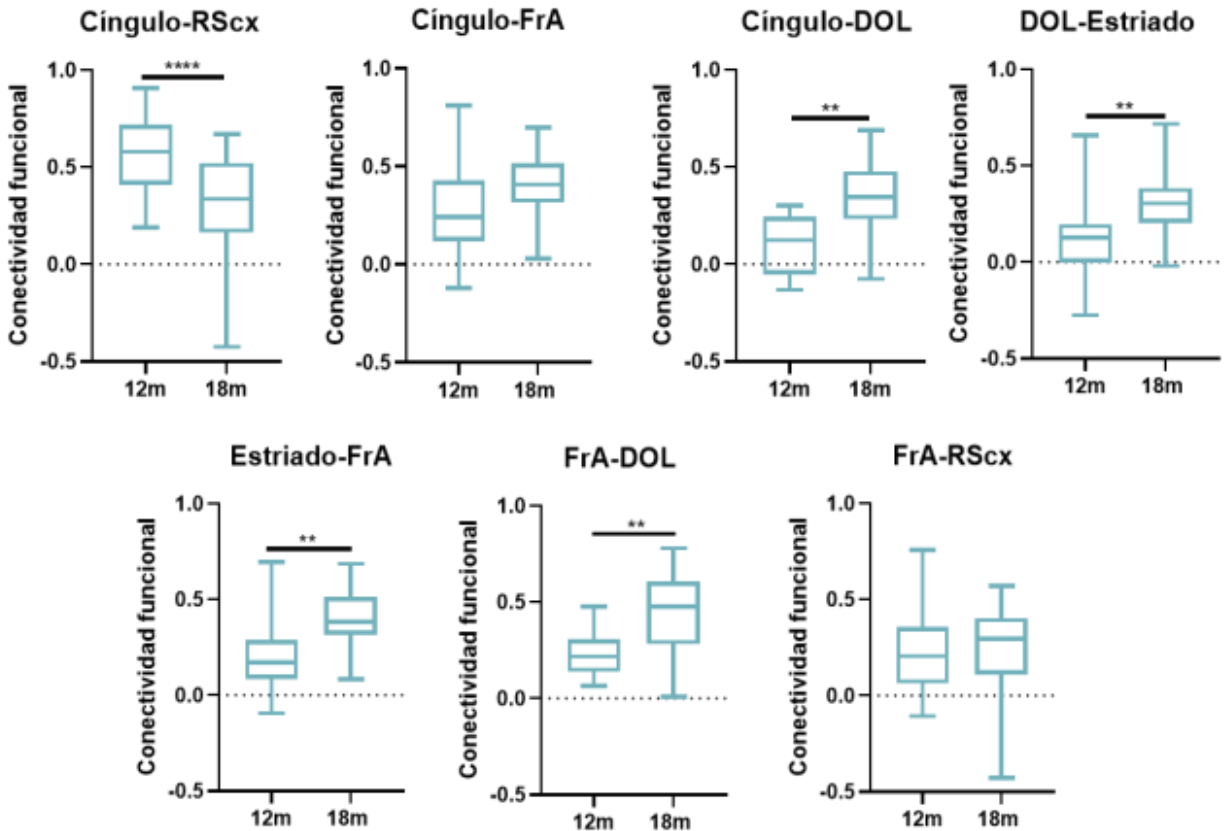 Cíngulo-RScx
Conectividad funcional
1.0
0.5
0.0
-0.5
****
12m
18m
Cíngulo-FrA
Conectividad funcional
1.0
0.5
0.0
-0.5
12m
18m
Cíngulo-DOL
Conectividad funcional
1.0
0.5
0.0
-0.5
**
12m
18m
DOL-Estriado
Conectividad funcional
1.0
0.5
0.0
-0.5
**
12m
18m
Estriado-FrA
Conectividad funcional
1.0
0.5
0.0
-0.5
**
12m
18m
FrA-DOL
Conectividad funcional
1.0
0.5
0.0
-0.5
**
12m
18m
FrA-RScx
Conectividad funcional
1.0
0.5
0.0
-0.5
12m
18m